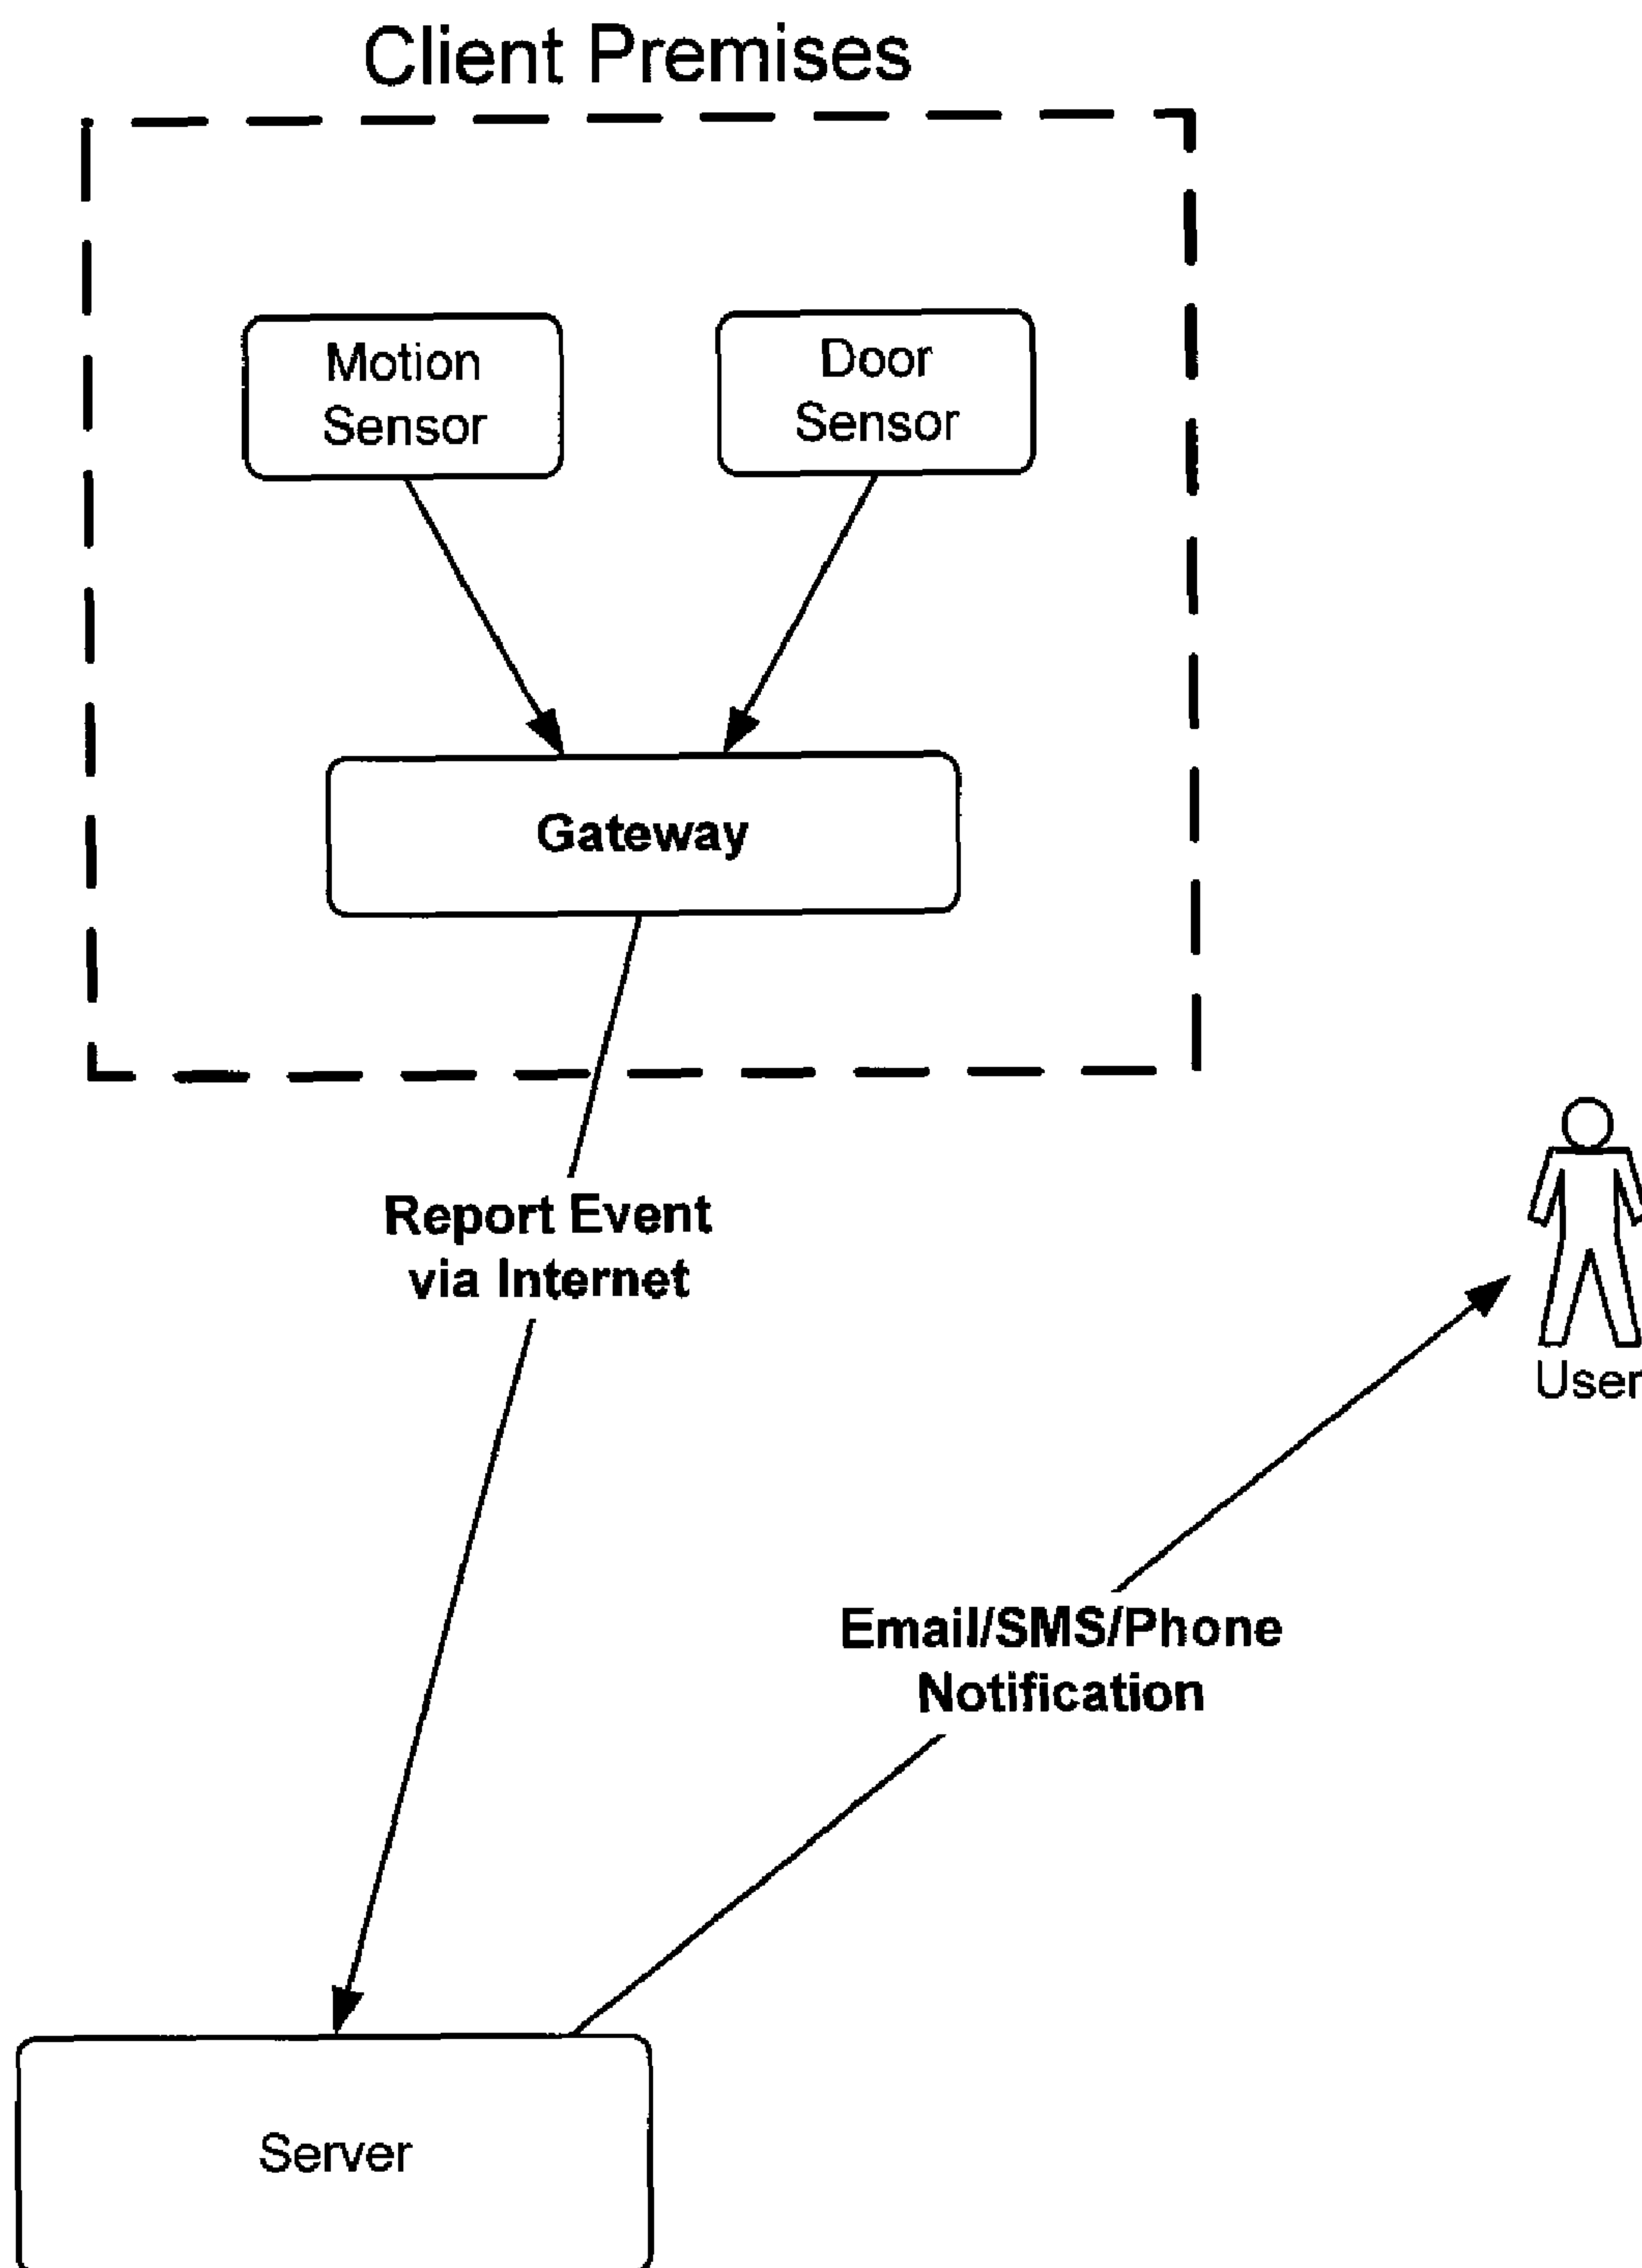 Client Premises
Motion
Sensor
Door
Sensor
Gateway
Report Event
via Internet
User
Email/SMS/Phone
Notification
Server